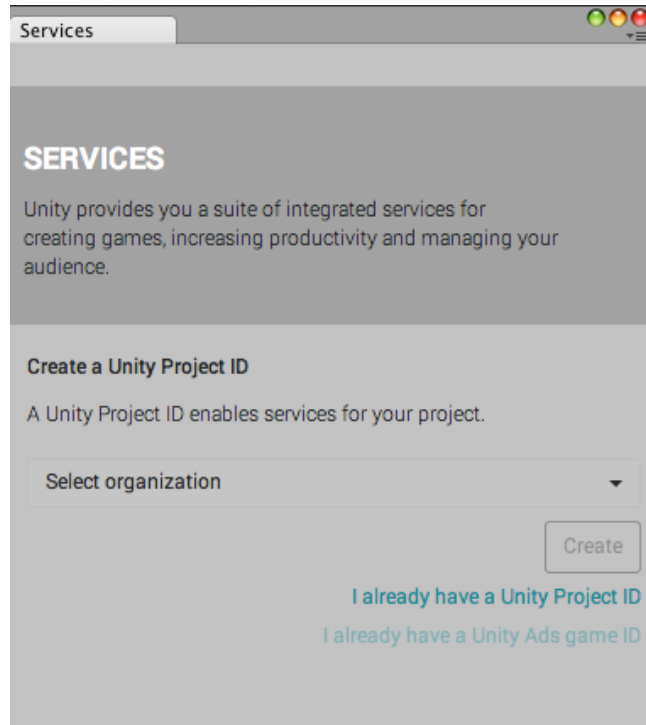 Services
SERVICES
Unity provides you a suite of integrated services for
creating games, increasing productivity and managing your
audience.
Create a Unity Project ID
A Unity Project ID enables services for your project.
Select organization
Create
I already have a Unity Project ID
I already have a Unity Ads game ID